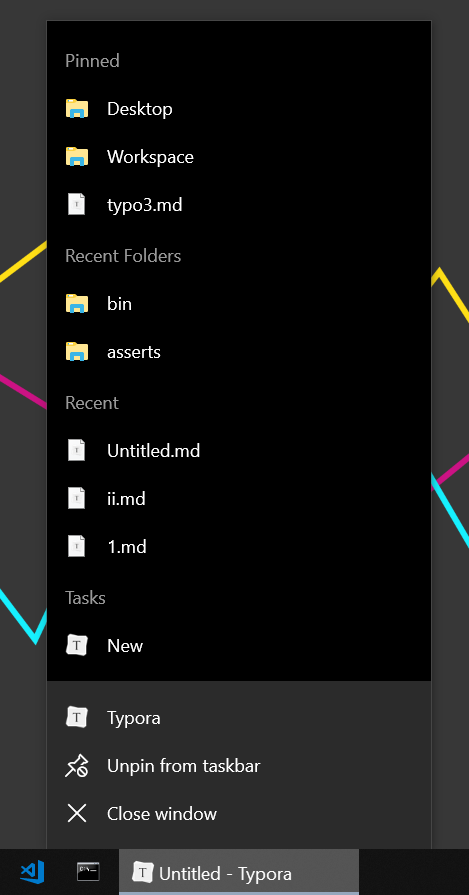 Pinned
Desktop
Workspace
typo3.md
Recent Folders
bin
asserts
Recent
Untitled.md
ii.md
1.md
Tasks
New
Typora
Unpin from taskbar
Close window
Untitled - Typora